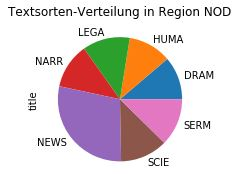 Textsorten-Verteilung in Region NOD
LEGA
HUMA
NARR
DRAM
title
NEWS
SERM
SCIE